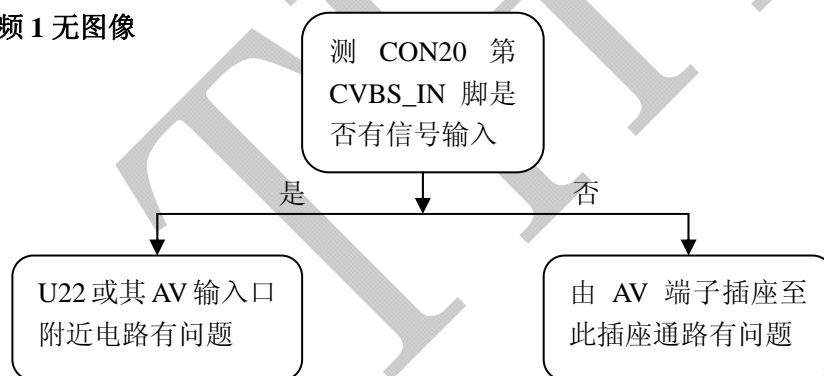 频 1 无图像
测 CON20 第
CVBS_IN 脚是
否有信号输入
是
否
U22 或其 AV 输入口
附近电路有问题
由 AV 端子插座至
此插座通路有问题